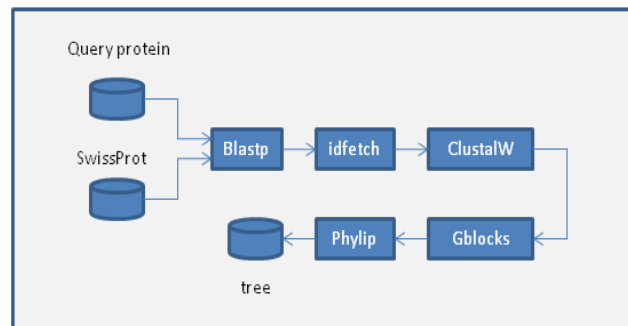 Query protein
SwissProt
Blastp
idfetch
ClustalW
Phylip
Gblocks
tree